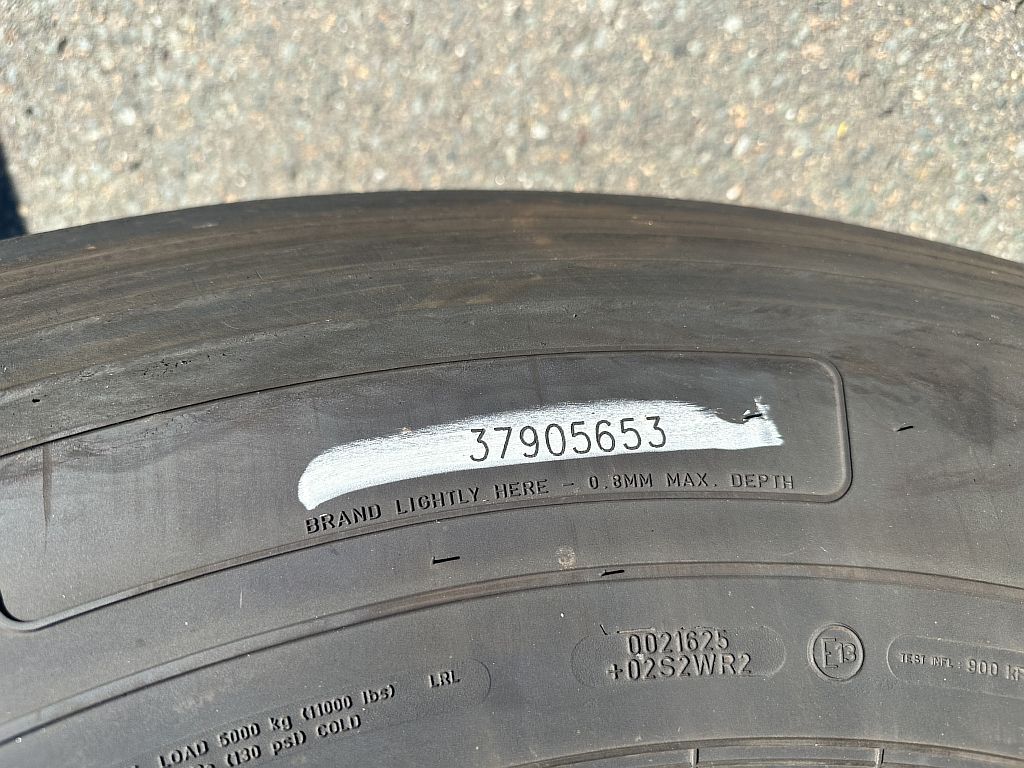 37905653
BRAND LIGHTLY HERE - 0.8MM MAX. DEPTH
0021625
+02S2WR2
E13
TEST INFL.: 900
LOAD 5000 kg (11000 lbs) LRL
(130 psi) COLD